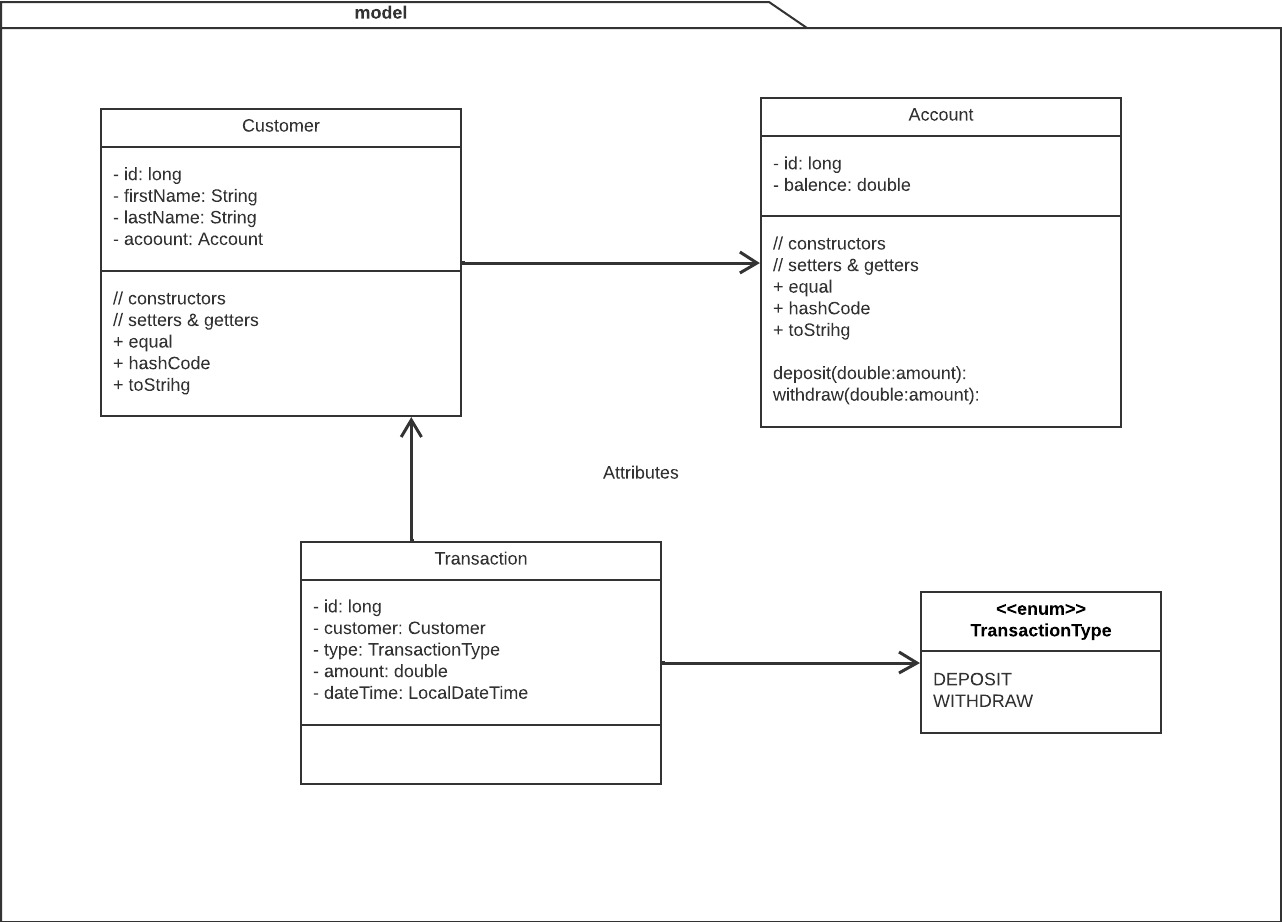 model
Customer
- id: long
- firstName: String
- lastName: String
- acoount: Account
// constructors
// setters & getters
+ equal
+ hashCode
+ toStrihg
Account
- id: long
- balence: double
// constructors
// setters & getters
+ equal
+ hashCode
+ toStrihg
deposit(double:amount):
withdraw(double:amount):
Attributes
Transaction
- id: long
- customer: Customer
- type: TransactionType
- amount: double
- dateTime: LocalDateTime
<<enum>>
TransactionType
DEPOSIT
WITHDRAW